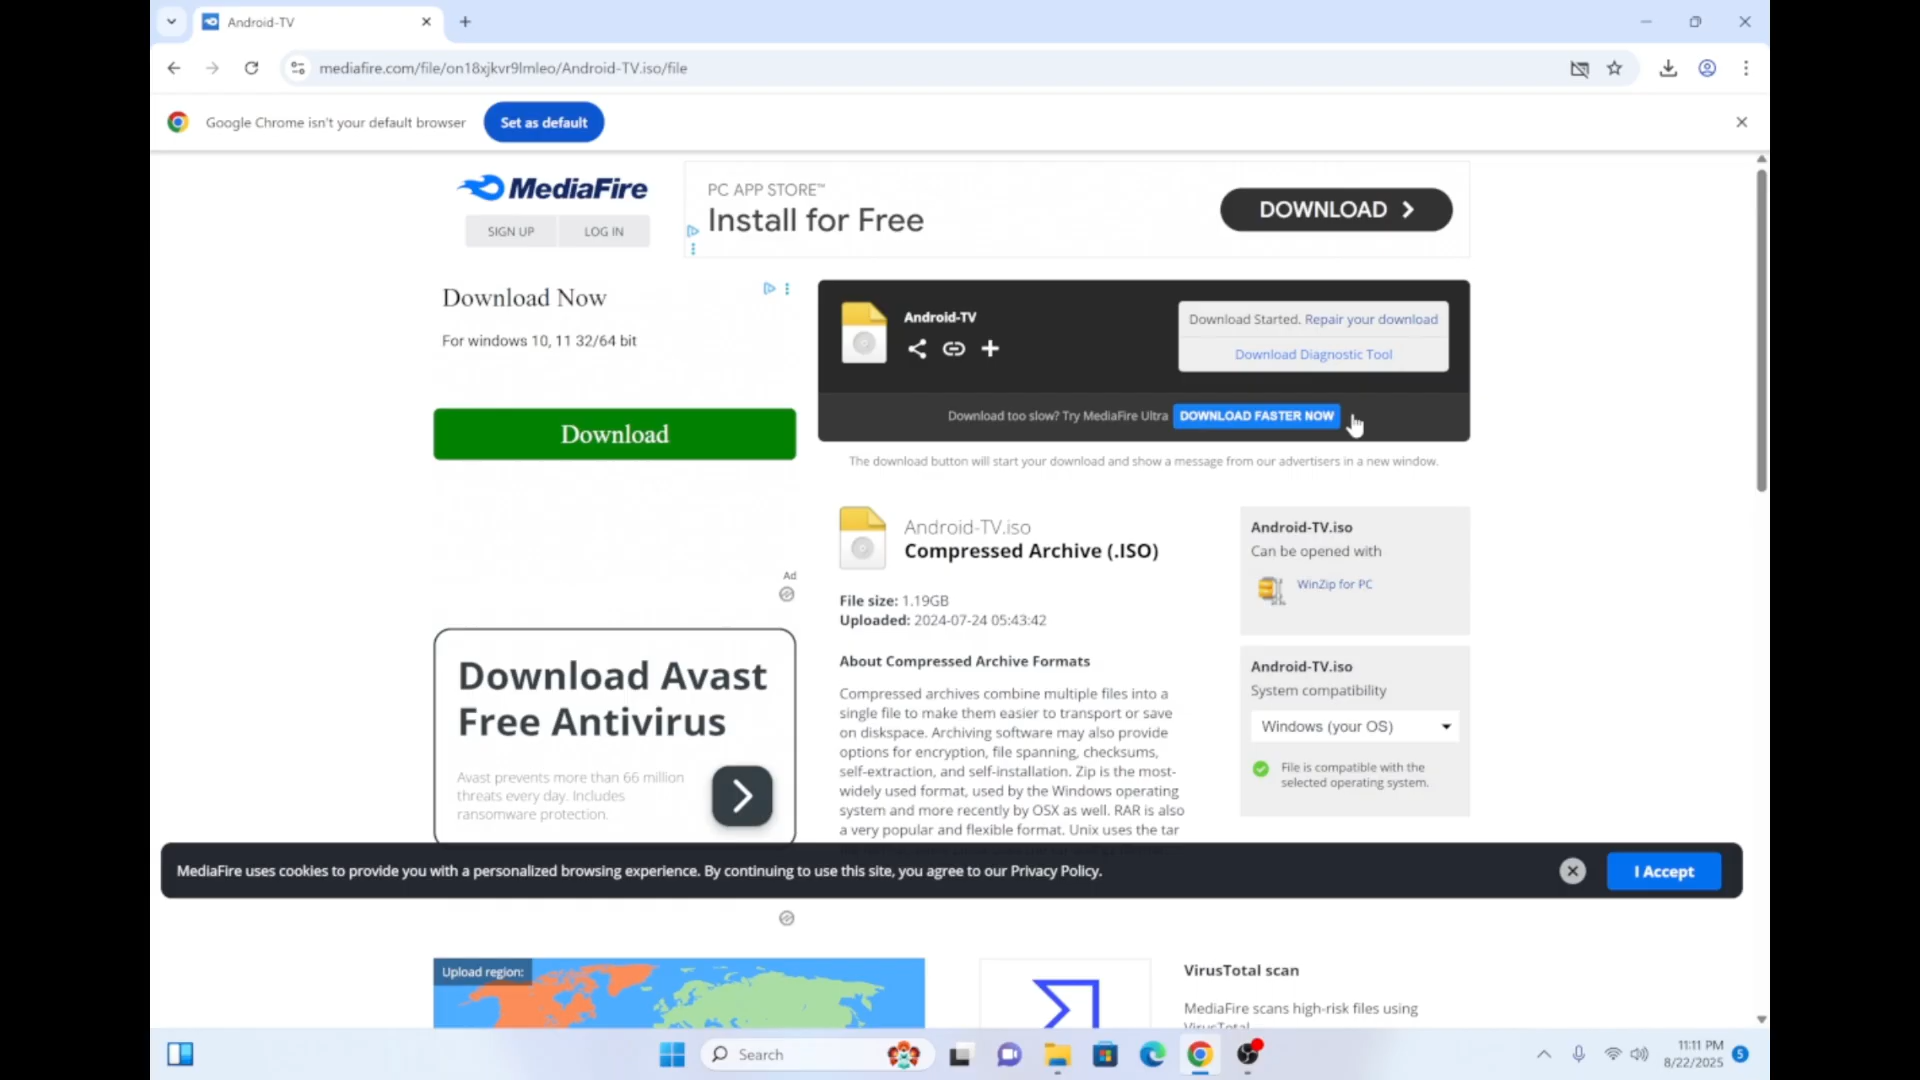 Android-TV
mediafire.com/file/on18xjkvr9lmleo/Android-TV.iso/file
Google Chrome isn't your default browser
Set as default
MediaFire
SIGN UP
LOG IN
PC APP STORE™
Install for Free
DOWNLOAD
Download Now
For windows 10, 11 32/64 bit
Download
Android-TV
Download Started. Repair your download
Download Diagnostic Tool
Download too slow? Try MediaFire Ultra
DOWNLOAD FASTER NOW
The download button will start your download and show a message from our advertisers in a new window.
Ad
Download Avast
Free Antivirus
Avast prevents more than 66 million
threats every day. Includes
ransomware protection.
Android-TV.iso
Compressed Archive (.ISO)
File size: 1.19GB
Uploaded: 2024-07-24 05:43:42
About Compressed Archive Formats
Compressed archives combine multiple files into a
single file to make them easier to transport or save
on diskspace. Archiving software may also provide
options for encryption, file spanning, checksums,
self-extraction, and self-installation. Zip is the most-
widely used format, used by the Windows operating
system and more recently by OSX as well. RAR is also
a very popular and flexible format. Unix uses the tar
Android-TV.iso
Can be opened with
WinZip for PC
Android-TV.iso
System compatibility
Windows (your OS)
File is compatible with the
selected operating system.
MediaFire uses cookies to provide you with a personalized browsing experience. By continuing to use this site, you agree to our Privacy Policy.
I Accept
Upload region:
VirusTotal scan
MediaFire scans high-risk files using
VirusTotal
Search
11:11 PM
8/22/2025
5